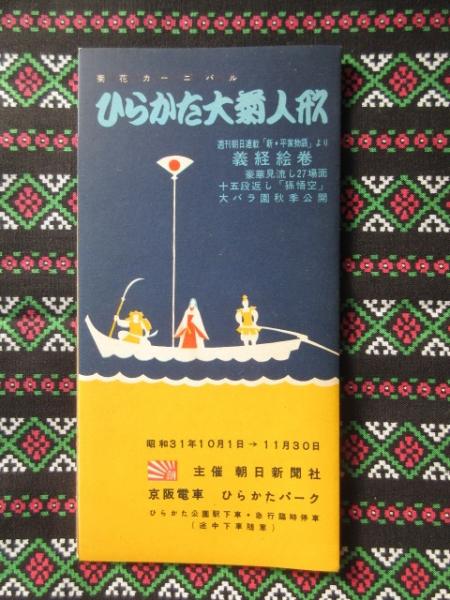 菊花カーニバル
ひらかた大菊人形
週刊朝日連載「新・平家物語」より
義経絵巻
豪華見流し27場面
十五段返し「孫悟空」
大バラ園秋季公開
昭和31年10月1日→11月30日
主催 朝日新聞社
京阪電車 ひらかたパーク
ひらかた公園駅下車・急行臨時停車
(途中下車随意)